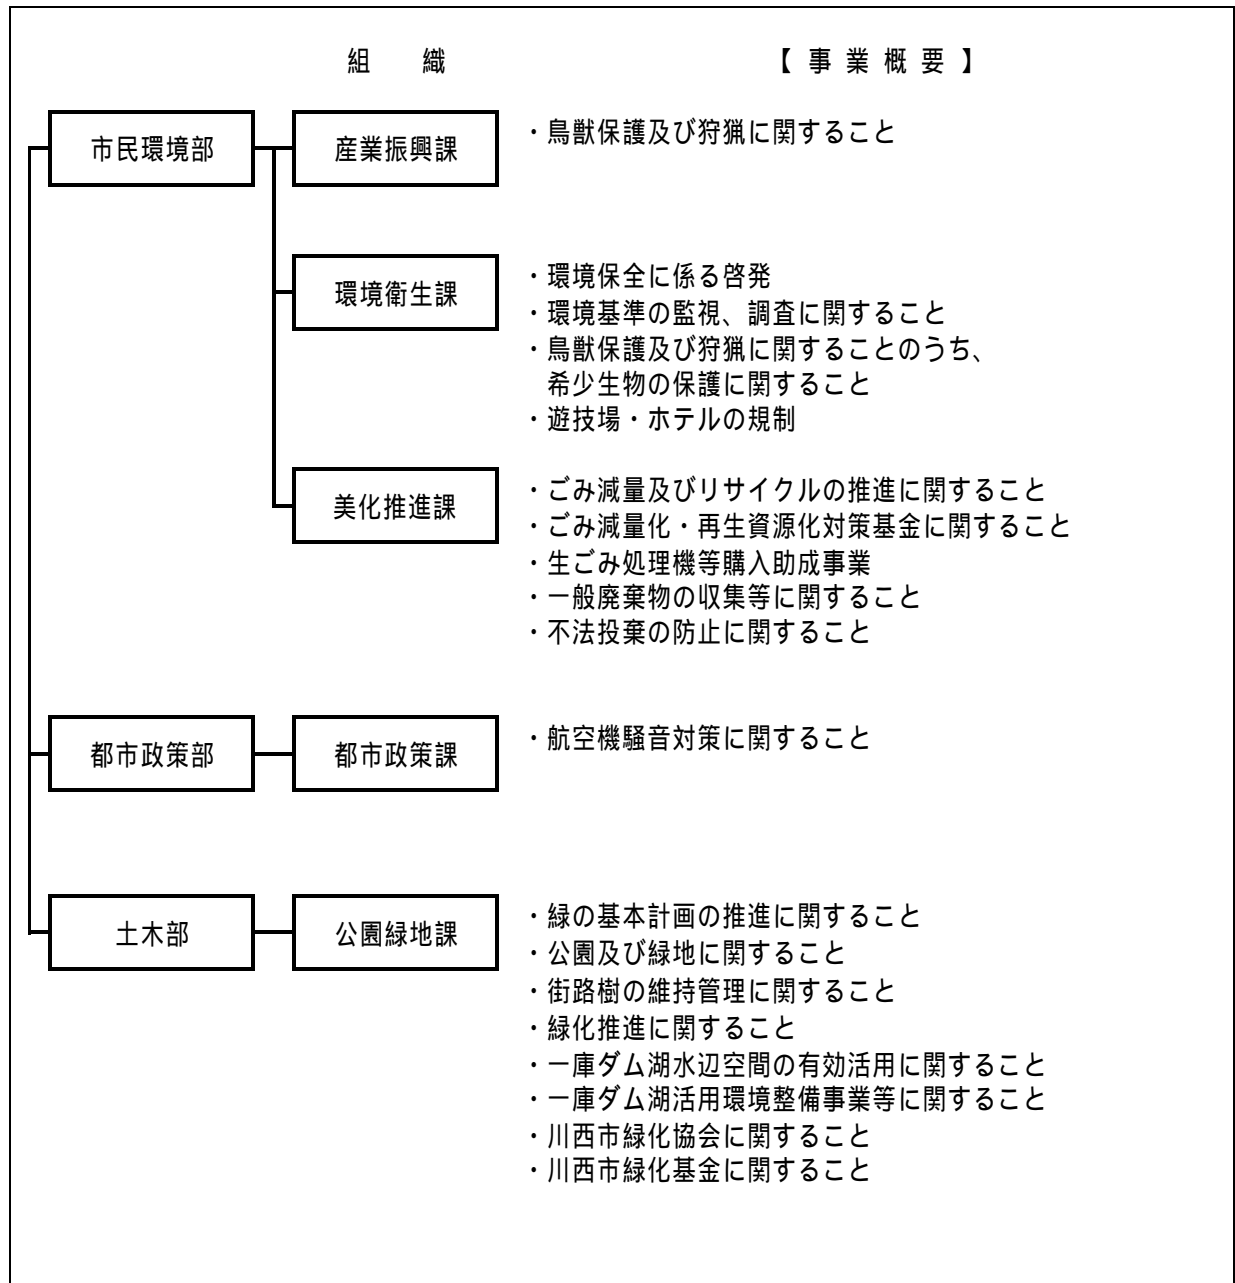 組　織　【 事 業 概 要 】
市民環境部
産業振興課
・鳥獣保護及び狩猟に関すること
環境衛生課
・環境保全に係る啓発
・環境基準の監視、調査に関すること
・鳥獣保護及び狩猟に関することのうち、
希少生物の保護に関すること
・遊技場・ホテルの規制
美化推進課
・ごみ減量及びリサイクルの推進に関すること
・ごみ減量化・再生資源化対策基金に関すること
・生ごみ処理機等購入助成事業
・一般廃棄物の収集等に関すること
・不法投棄の防止に関すること
都市政策部
都市政策課
・航空機騒音対策に関すること
土木部
公園緑地課
・緑の基本計画の推進に関すること
・公園及び緑地に関すること
・街路樹の維持管理に関すること
・緑化推進に関すること
・一庫ダム湖水辺空間の有効活用に関すること
・一庫ダム湖活用環境整備事業等に関すること
・川西市緑化協会に関すること
・川西市緑化基金に関すること